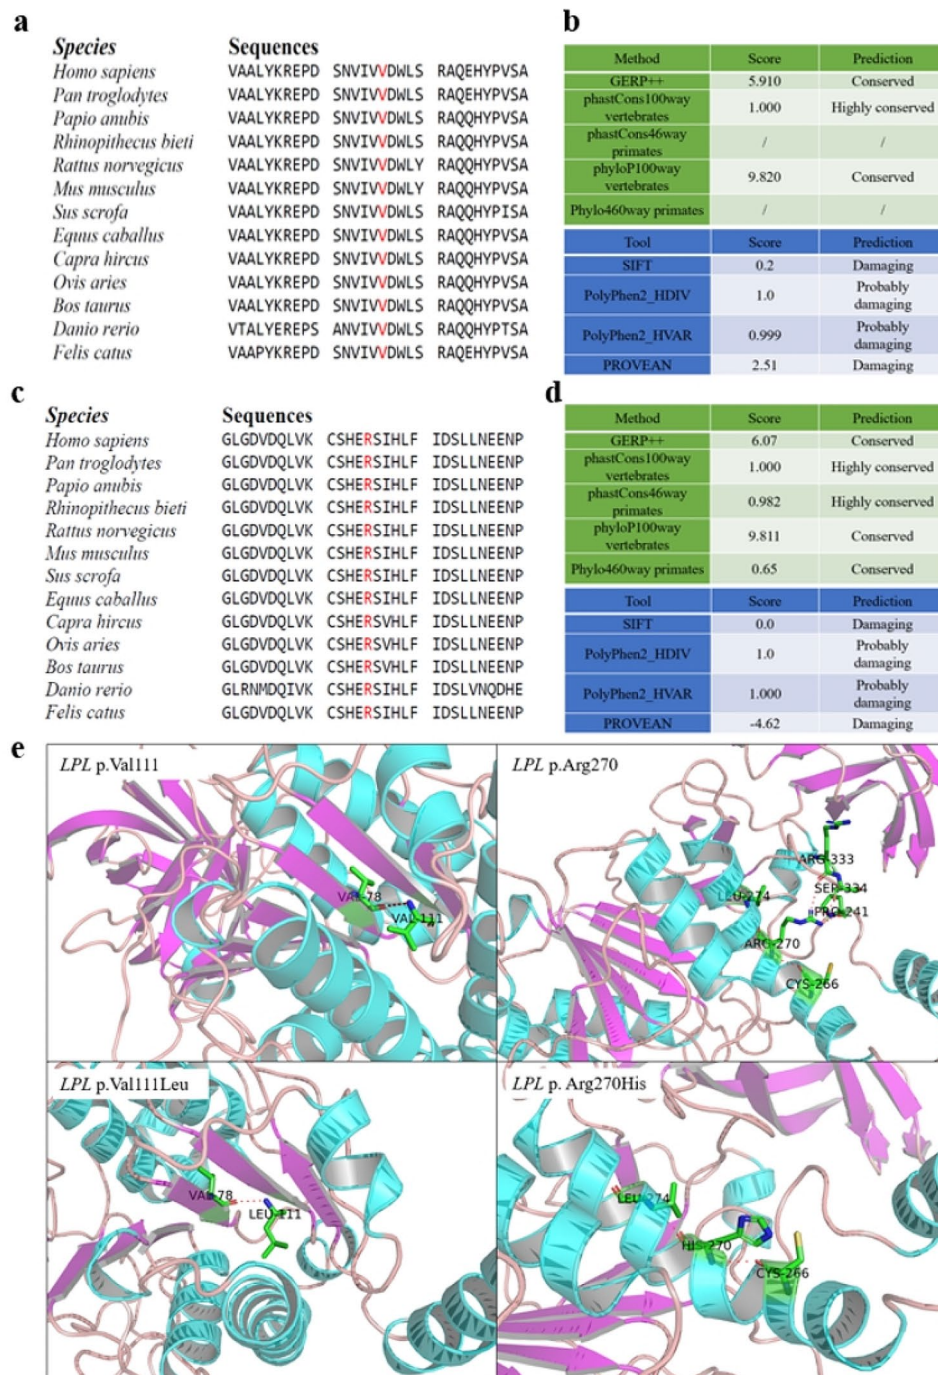 a
Species Sequences
Homo sapiens VAALYKREPD SNVIVVDWLS RAQEHYPVSA
Pan troglodytes VAALYKREPD SNVIVVDWLS RAQEHYPVSA
Papio anubis VAALYKREPD SNVIVVDWLS RAQQHYPVSA
Rhinopithecus bieti VAALYKREPD SNVIVVDWLS RAQQHYPVSA
Rattus norvegicus VAALYKREPD SNVIVVDWLY RAQQHYPVSA
Mus musculus VAALYKREPD SNVIVVDWLY RAQQHYPVSA
Sus scrofa VAALYKREPD SNVIVVDWLS RAQQHYPISA
Equus caballus VAALYKREPD SNVIVVDWLS RAQQHYPVSA
Capra hircus VAALYKREPD SNVIVVDWLS RAQQHYPVSA
Ovis aries VAALYKREPD SNVIVVDWLS RAQQHYPVSA
Bos taurus VAALYKREPD SNVIVVDWLS RAQQHYPVSA
Danio rerio VTALYEREPS ANVIVVDWLS RAQQHYPTSA
Felis catus VAAPYKREPD SNVIVVDWLS RAQEHYPVSA
b
Method Score Prediction
GERP++ 5.910 Conserved
phastCons100way
vertebrates 1.000 Highly conserved
phastCons46way
primates / /
phyloP100way
vertebrates 9.820 Conserved
Phylo460way primates / /
Tool Score Prediction
SIFT 0.2 Damaging
PolyPhen2_HDIV 1.0 Probably
damaging
PolyPhen2_HVAR 0.999 Probably
damaging
PROVEAN 2.51 Damaging
c
Species Sequences
Homo sapiens GLGDVDQLVK CSHERSIHLF IDSLLNEENP
Pan troglodytes GLGDVDQLVK CSHERSIHLF IDSLLNEENP
Papio anubis GLGDVDQLVK CSHERSIHLF IDSLLNEENP
Rhinopithecus bieti GLGDVDQLVK CSHERSIHLF IDSLLNEENP
Rattus norvegicus GLGDVDQLVK CSHERSIHLF IDSLLNEENP
Mus musculus GLGDVDQLVK CSHERSIHLF IDSLLNEENP
Sus scrofa GLGDVDQLVK CSHERSIHLF IDSLLNEENP
Equus caballus GLGDVDQLVK CSHERSIHLF IDSLLNEENP
Capra hircus GLGDVDQLVK CSHERSVHLF IDSLLNEENP
Ovis aries GLGDVDQLVK CSHERSVHLF IDSLLNEENP
Bos taurus GLGDVDQLVK CSHERSVHLF IDSLLNEENP
Danio rerio GLRNMDQIVK CSHERSIHLF IDSLVNQDHE
Felis catus GLGDVDQLVK CSHERSIHLF IDSLLNEENP
d
Method Score Prediction
GERP++ 6.07 Conserved
phastCons100way
vertebrates 1.000 Highly conserved
phastCons46way
primates 0.982 Highly conserved
phyloP100way
vertebrates 9.811 Conserved
Phylo460way primates 0.65 Conserved
Tool Score Prediction
SIFT 0.0 Damaging
PolyPhen2_HDIV 1.0 Probably
damaging
PolyPhen2_HVAR 1.000 Probably
damaging
PROVEAN -4.62 Damaging
e
LPL p.Val111
VAL-78
VAL-111
LPL p.Arg270
ARG-333
LEU-274
SER-334
PRO-241
ARG-270
CYS-266
LPL p.Val111Leu
VAL-78
LEU-111
LPL p. Arg270His
LEU-274
HIS-270
CYS-266